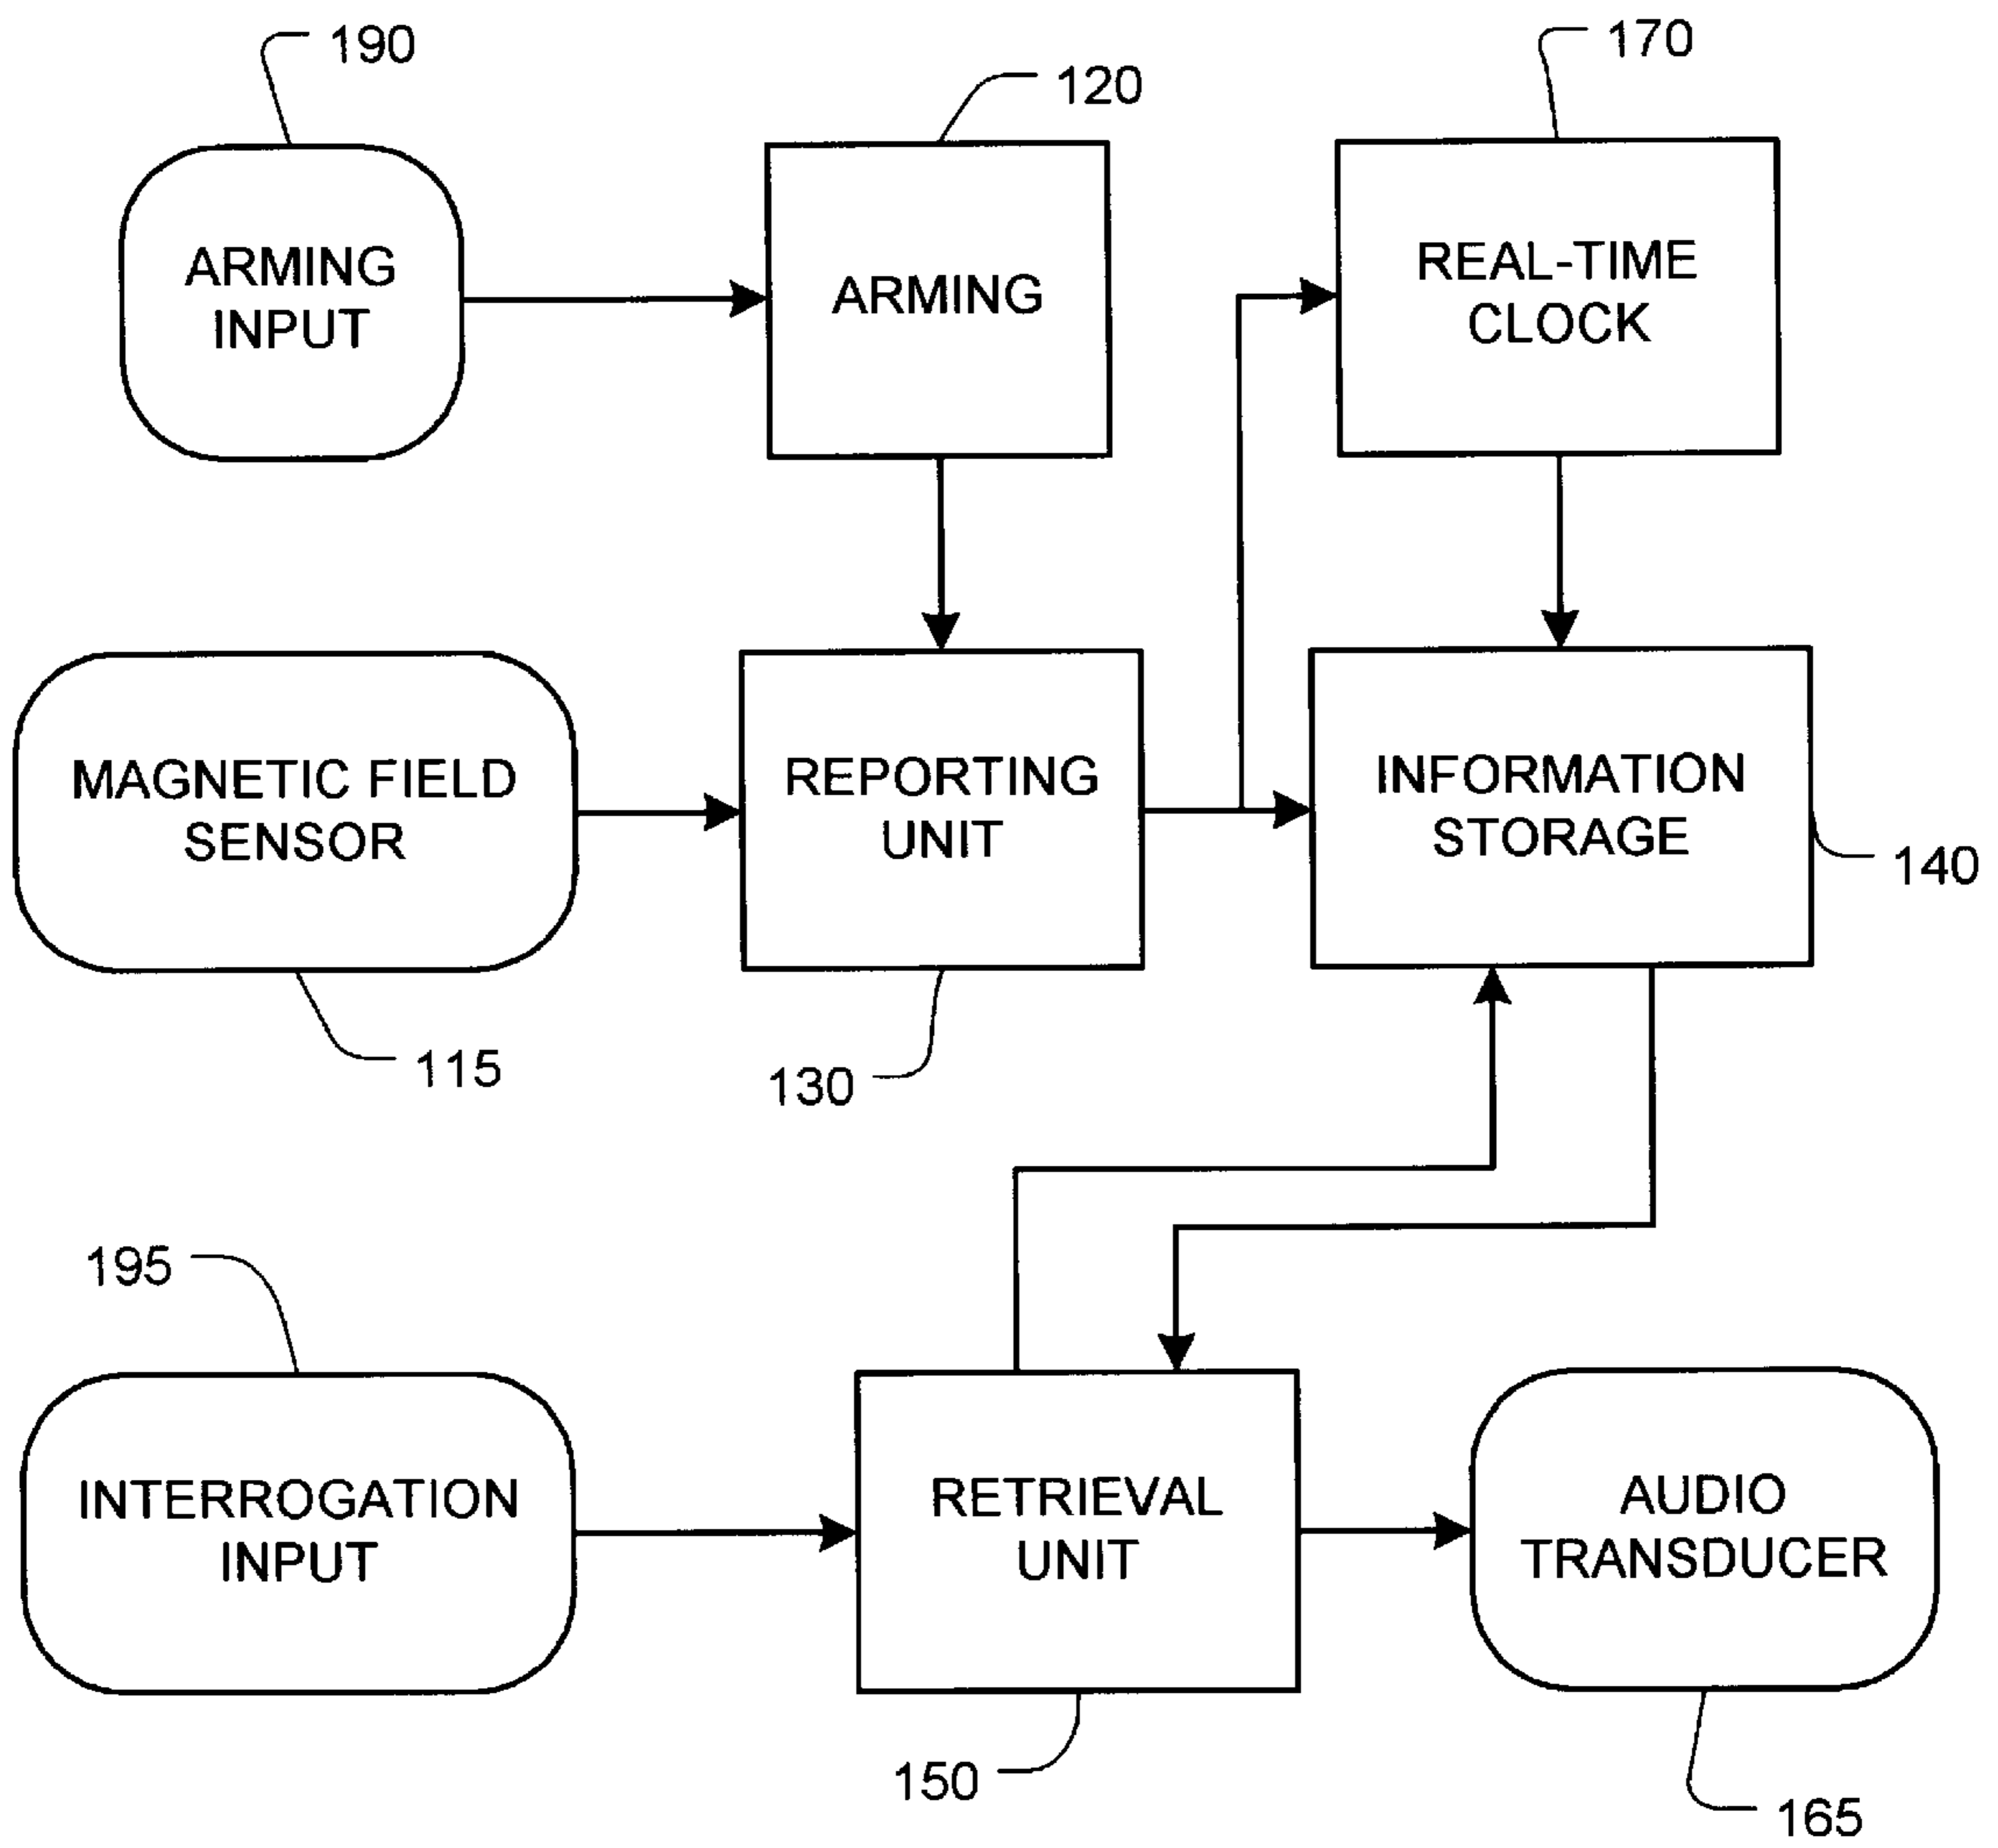 190
120
170
ARMING
INPUT
ARMING
REAL-TIME
CLOCK
MAGNETIC FIELD
SENSOR
REPORTING
UNIT
INFORMATION
STORAGE
140
115
130
195
INTERROGATION
INPUT
RETRIEVAL
UNIT
AUDIO
TRANSDUCER
150
165